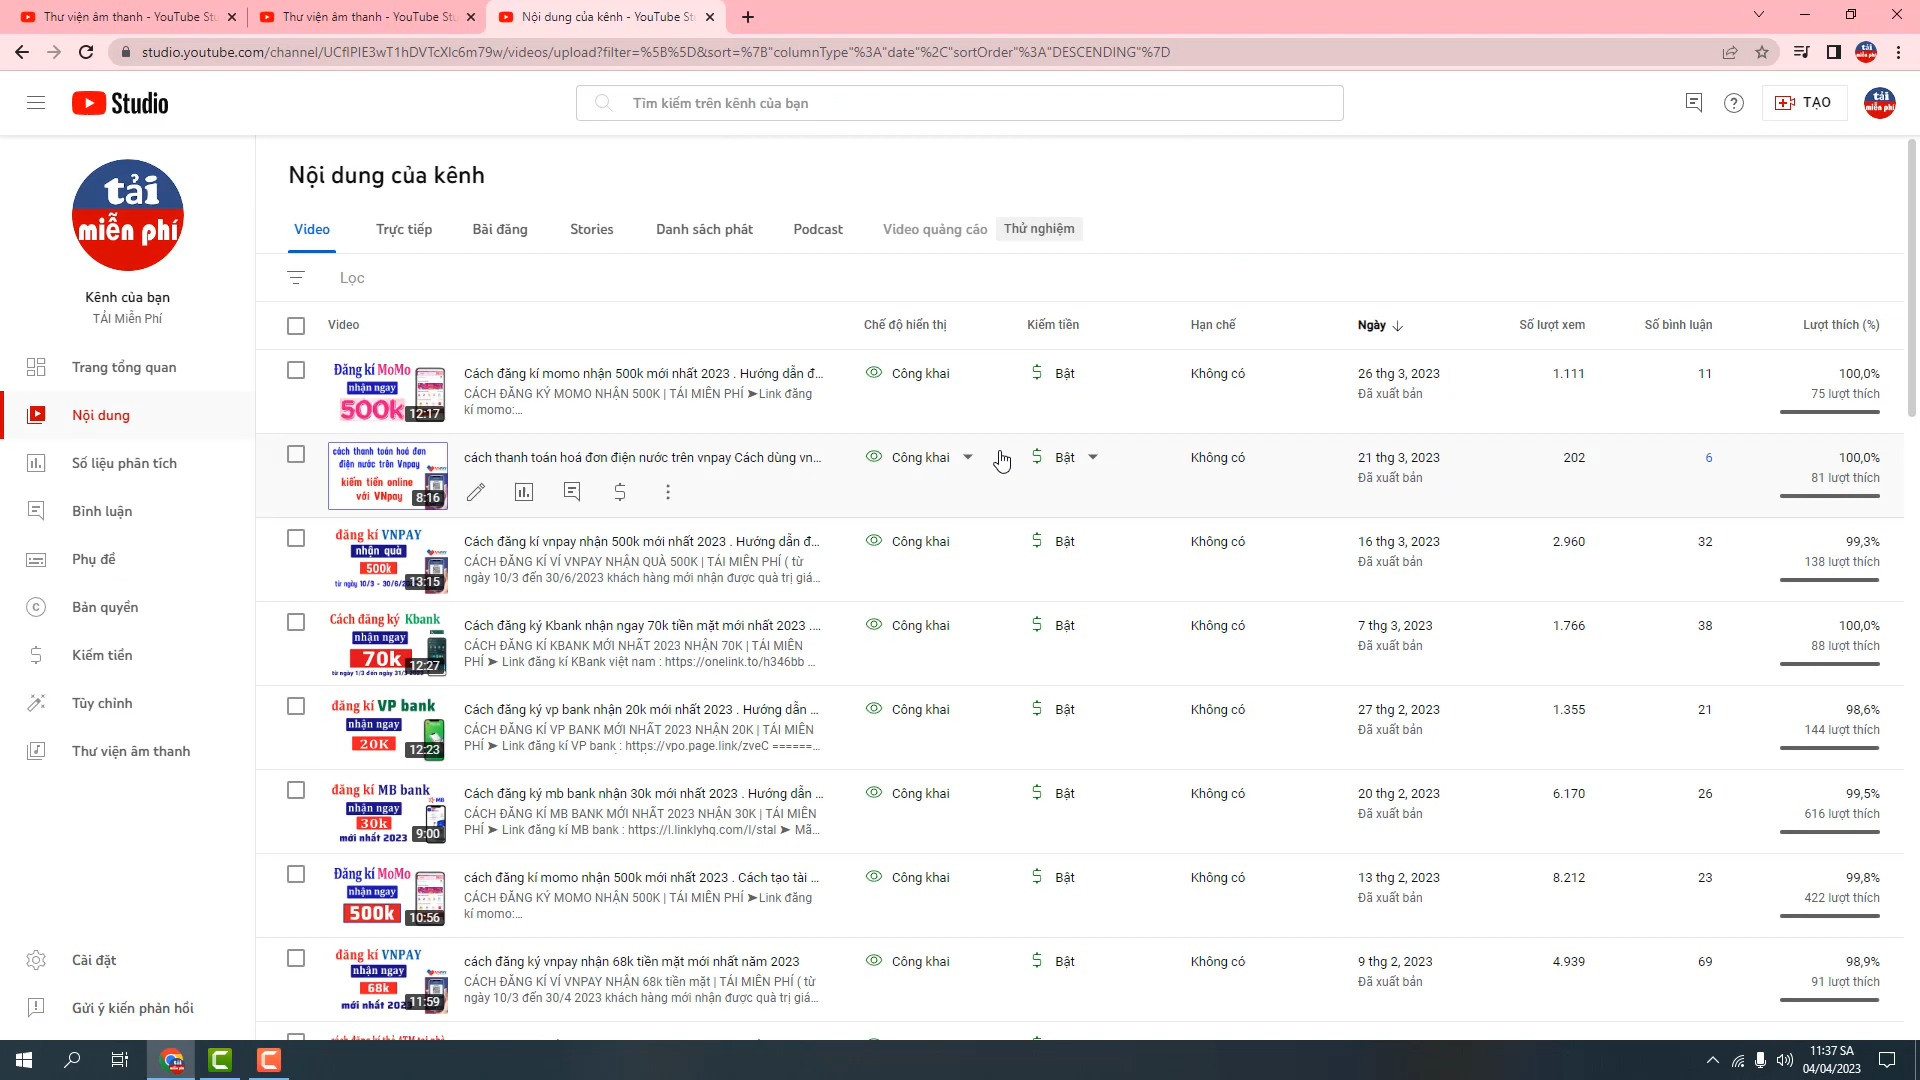 Thư viện âm thanh - YouTube Stu
Thư viện âm thanh - YouTube Stu
Nội dung của kênh - YouTube Stu
studio.youtube.com/channel/UCflPIE3wT1hDVTcXlc6m79w/videos/upload?filter=%5B%5D&sort=%7B"columnType"%3A"date"%2C"sortOrder"%3A"DESCENDING"%7D
Studio
Tìm kiếm trên kênh của bạn
TẠO
tải
miễn phí
tải
miễn phí
Kênh của bạn
TẢI Miễn Phí
Trang tổng quan
Nội dung
Số liệu phân tích
Bình luận
Phụ đề
Bản quyền
Kiếm tiền
Tùy chỉnh
Thư viện âm thanh
Cài đặt
Gửi ý kiến phản hồi
Nội dung của kênh
Video Trực tiếp Bài đăng Stories Danh sách phát Podcast Video quảng cáo Thử nghiệm
Lọc
Video Chế độ hiển thị Kiếm tiền Hạn chế Ngày Số lượt xem Số bình luận Lượt thích (%)
Đăng kí MoMo
nhận ngay
500k
12:17
Cách đăng kí momo nhận 500k mới nhất 2023 . Hướng dẫn đ...
CÁCH ĐĂNG KÝ MOMO NHẬN 500K | TẢI MIỄN PHÍ ➤Link đăng
kí momo:...
Công khai Bật Không có 26 thg 3, 2023 1.111 11 100,0%
Đã xuất bản 75 lượt thích
cách thanh toán hoá đơn
điện nước trên Vnpay
kiếm tiền online
với VNpay
8:16
cách thanh toán hoá đơn điện nước trên vnpay Cách dùng vn...
Công khai Bật Không có 21 thg 3, 2023 202 6 100,0%
Đã xuất bản 81 lượt thích
đăng kí VNPAY
nhận quà
500k
từ ngày 10/3 - 30/6/2023
13:15
Cách đăng kí vnpay nhận 500k mới nhất 2023 . Hướng dẫn đ...
CÁCH ĐĂNG KÍ VÍ VNPAY NHẬN QUÀ 500K | TẢI MIỄN PHÍ ( từ
ngày 10/3 đến 30/6/2023 khách hàng mới nhận được quà trị giá...
Công khai Bật Không có 16 thg 3, 2023 2.960 32 99,3%
Đã xuất bản 138 lượt thích
Cách đăng ký Kbank
nhận ngay
70k
từ ngày 1/3 đến ngày 31/3
12:27
Cách đăng ký Kbank nhận ngay 70k tiền mặt mới nhất 2023 ....
CÁCH ĐĂNG KÍ KBANK MỚI NHẤT 2023 NHẬN 70K | TẢI MIỄN
PHÍ ➤ Link đăng kí KBank việt nam : https://onelink.to/h346bb ...
Công khai Bật Không có 7 thg 3, 2023 1.766 38 100,0%
Đã xuất bản 88 lượt thích
đăng kí VP bank
nhận ngay
20K
12:23
Cách đăng ký vp bank nhận 20k mới nhất 2023 . Hướng dẫn ...
CÁCH ĐĂNG KÍ VP BANK MỚI NHẤT 2023 NHẬN 20K | TẢI MIỄN
PHÍ ➤ Link đăng kí VP bank : https://vpo.page.link/zveC ======...
Công khai Bật Không có 27 thg 2, 2023 1.355 21 98,6%
Đã xuất bản 144 lượt thích
đăng kí MB bank
nhận ngay
30k
mới nhất 2023
9:00
Cách đăng ký mb bank nhận 30k mới nhất 2023 . Hướng dẫn ...
CÁCH ĐĂNG KÍ MB BANK MỚI NHẤT 2023 NHẬN 30K | TẢI MIỄN
PHÍ ➤ Link đăng kí MB bank : https://l.linklyhq.com/l/stal ➤ Mã...
Công khai Bật Không có 20 thg 2, 2023 6.170 26 99,5%
Đã xuất bản 616 lượt thích
Đăng kí MoMo
nhận ngay
500k
10:56
cách đăng kí momo nhận 500k mới nhất 2023 . Cách tạo tài ...
CÁCH ĐĂNG KÝ MOMO NHẬN 500K | TẢI MIỄN PHÍ ➤Link đăng
kí momo:...
Công khai Bật Không có 13 thg 2, 2023 8.212 23 99,8%
Đã xuất bản 422 lượt thích
đăng kí VNPAY
nhận ngay
68k
mới nhất 2023
11:59
cách đăng ký vnpay nhận 68k tiền mặt mới nhất năm 2023
CÁCH ĐĂNG KÍ VÍ VNPAY NHẬN 68k tiền mặt | TẢI MIỄN PHÍ ( từ
ngày 10/3 đến 30/4 2023 khách hàng mới nhận được quà trị giá...
Công khai Bật Không có 9 thg 2, 2023 4.939 69 98,9%
Đã xuất bản 91 lượt thích
11:37 SA
04/04/2023